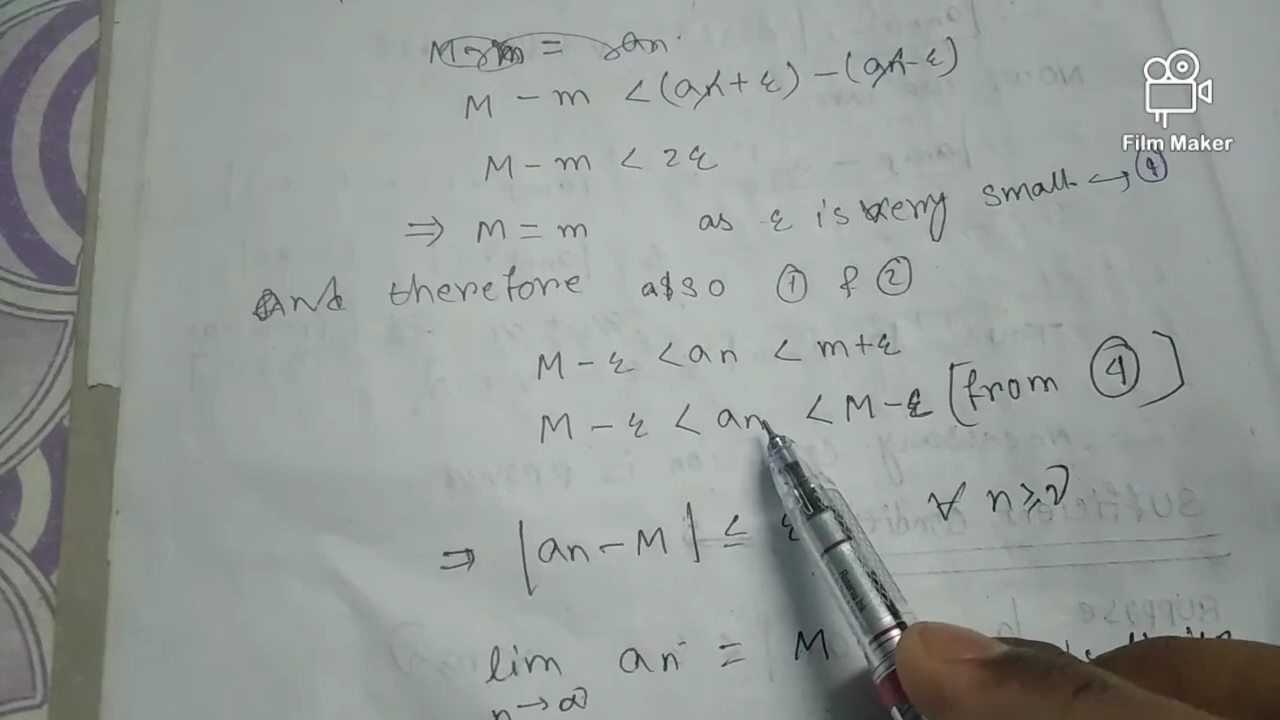 = an
M - m < (an + ε) - (an - ε)
Film Maker
M - m < 2ε
⇒ M = m as ε is very small → ④
And therefore also ① & ②
M - ε < an < m + ε
M - ε < an < M - ε [from ④]
⇒ |an - M| ≤ ε ∀ n ≥ ν
lim an = M
n → ∞